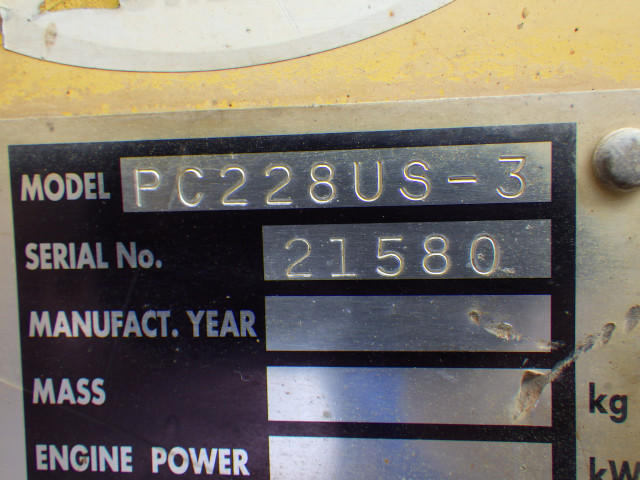 MODEL PC228US-3
SERIAL No. 21580
MANUFACT. YEAR
MASS kg
ENGINE POWER kW